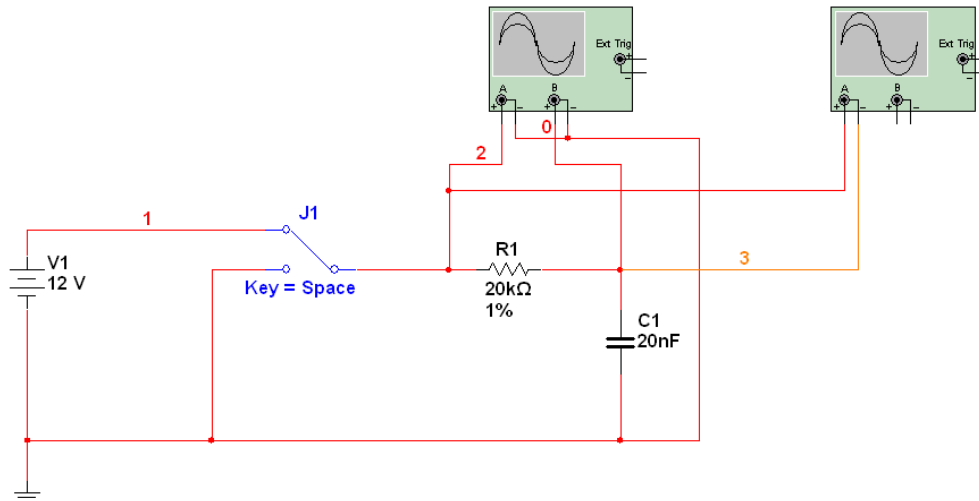 Ext Trig
+
−
A
B
+ − + −
Ext Trig
+
−
A
B
+ − + −
0
2
1
J1
V1
12 V
Key = Space
R1
20kΩ
1%
3
C1
20nF